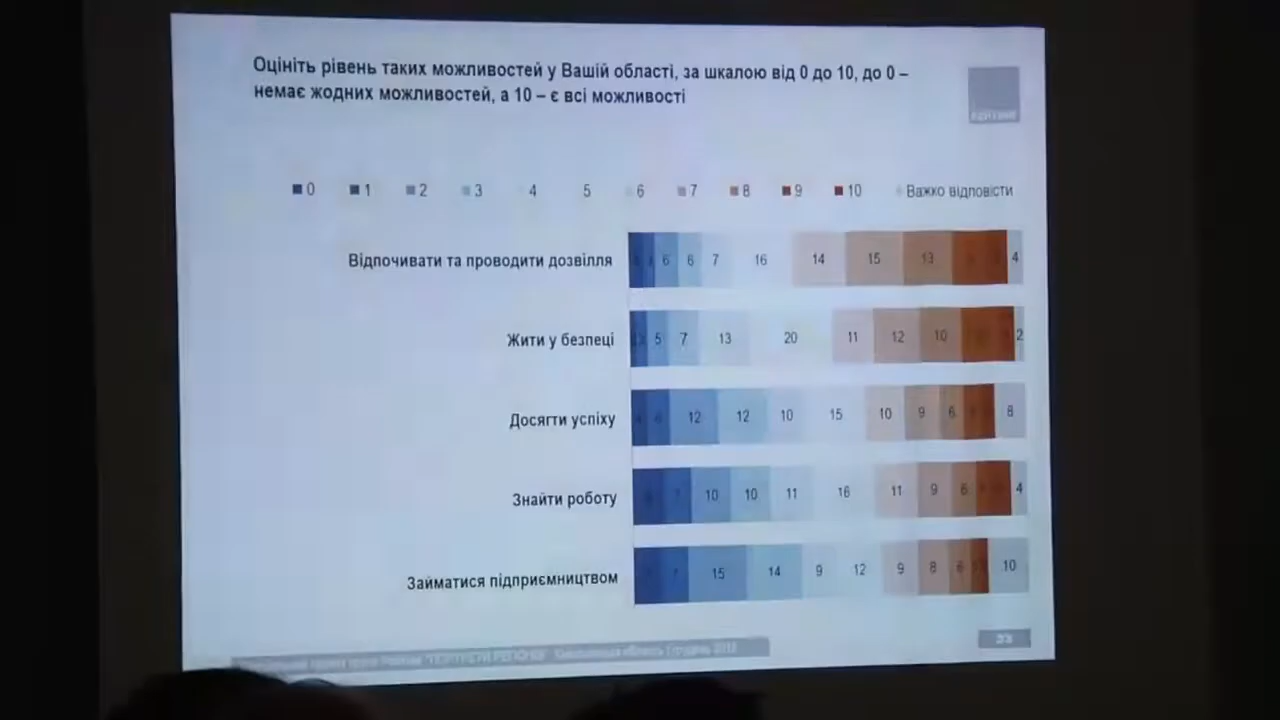 Оцініть рівень таких можливостей у Вашій області, за шкалою від 0 до 10, до 0 –
немає жодних можливостей, а 10 – є всі можливості
0 1 2 3 4 5 6 7 8 9 10 Важко відповісти
Відпочивати та проводити дозвілля 6 6 7 16 14 15 13 4
Жити у безпеці 5 7 13 20 11 12 10 2
Досягти успіху 12 12 10 15 10 9 6 8
Знайти роботу 7 10 10 11 16 11 9 6 4
Займатися підприємництвом 7 15 14 9 12 9 8 6 10
33